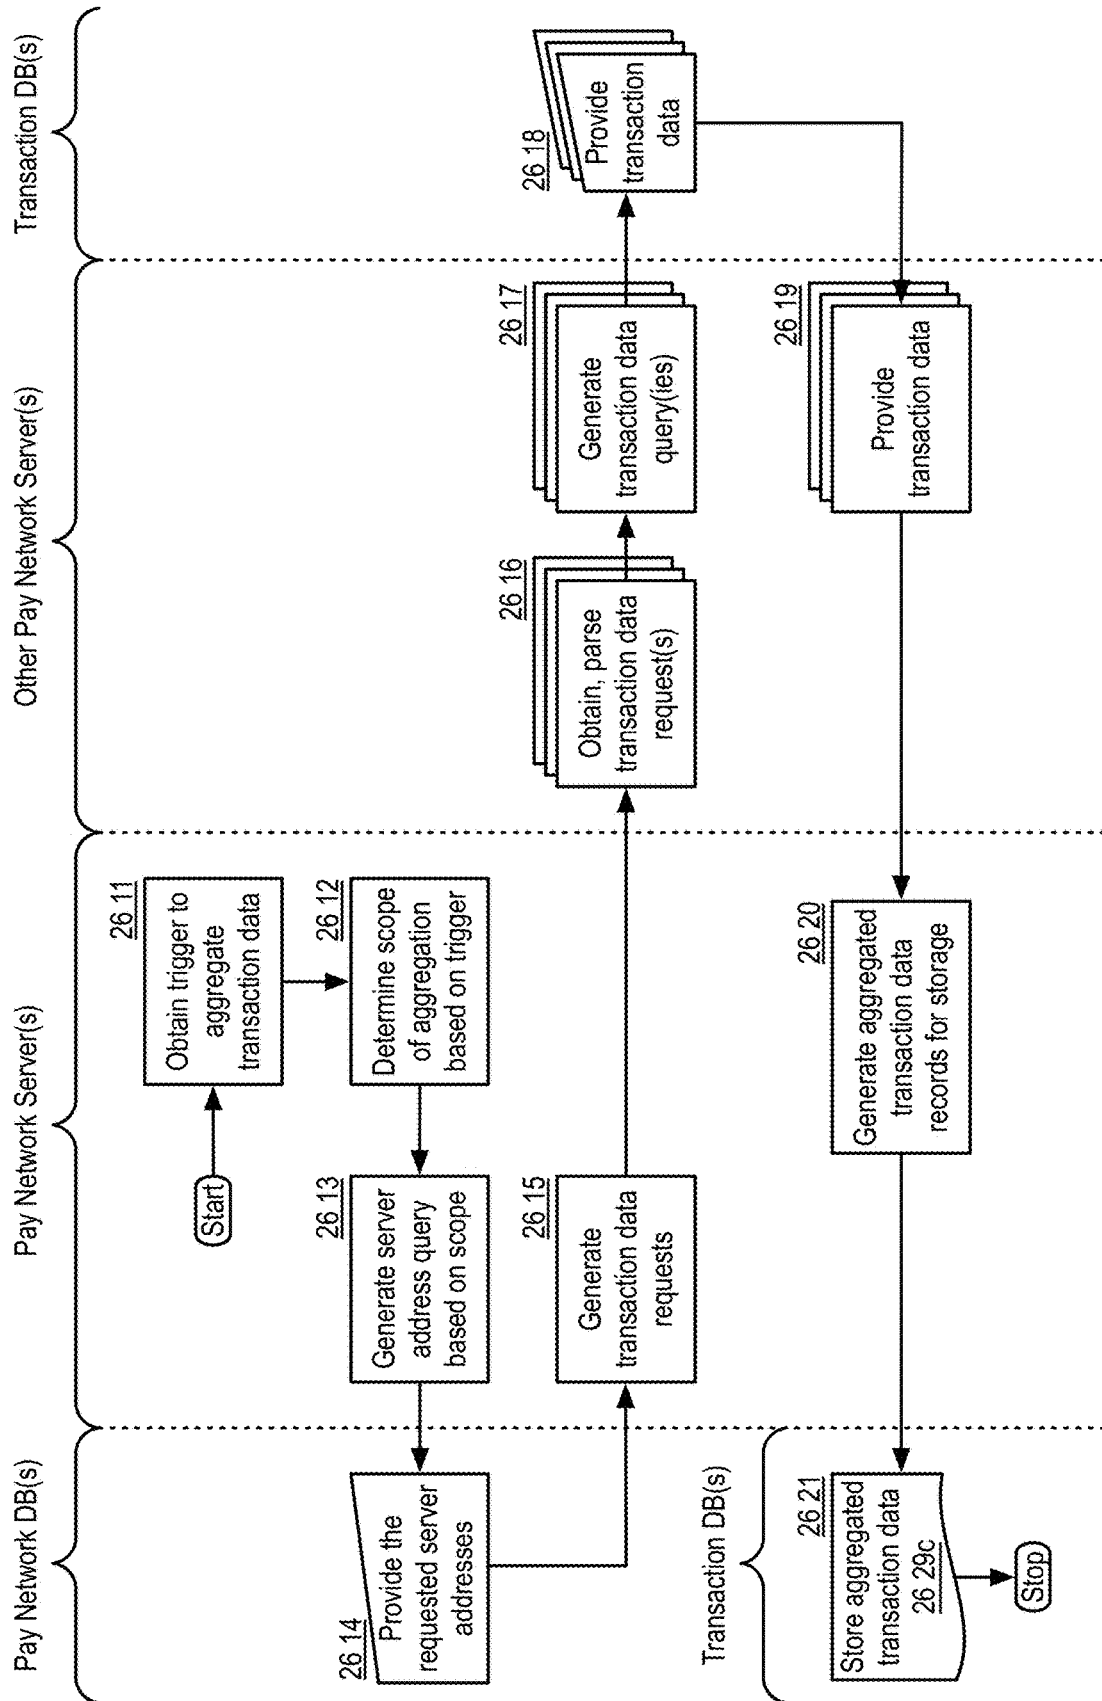 Pay Network DB(s)
Pay Network Server(s)
Other Pay Network Server(s)
Transaction DB(s)
Start
26 11
Obtain trigger to
aggregate
transaction data
26 12
Determine scope
of aggregation
based on trigger
26 13
Generate server
address query
based on scope
26 14
Provide the
requested server
addresses
26 15
Generate
transaction data
requests
26 16
Obtain, parse
transaction data
request(s)
26 17
Generate
transaction data
query(ies)
26 18
Provide
transaction
data
26 19
Provide
transaction data
26 20
Generate aggregated
transaction data
records for storage
Transaction DB(s)
26 21
Store aggregated
transaction data
26 29c
Stop